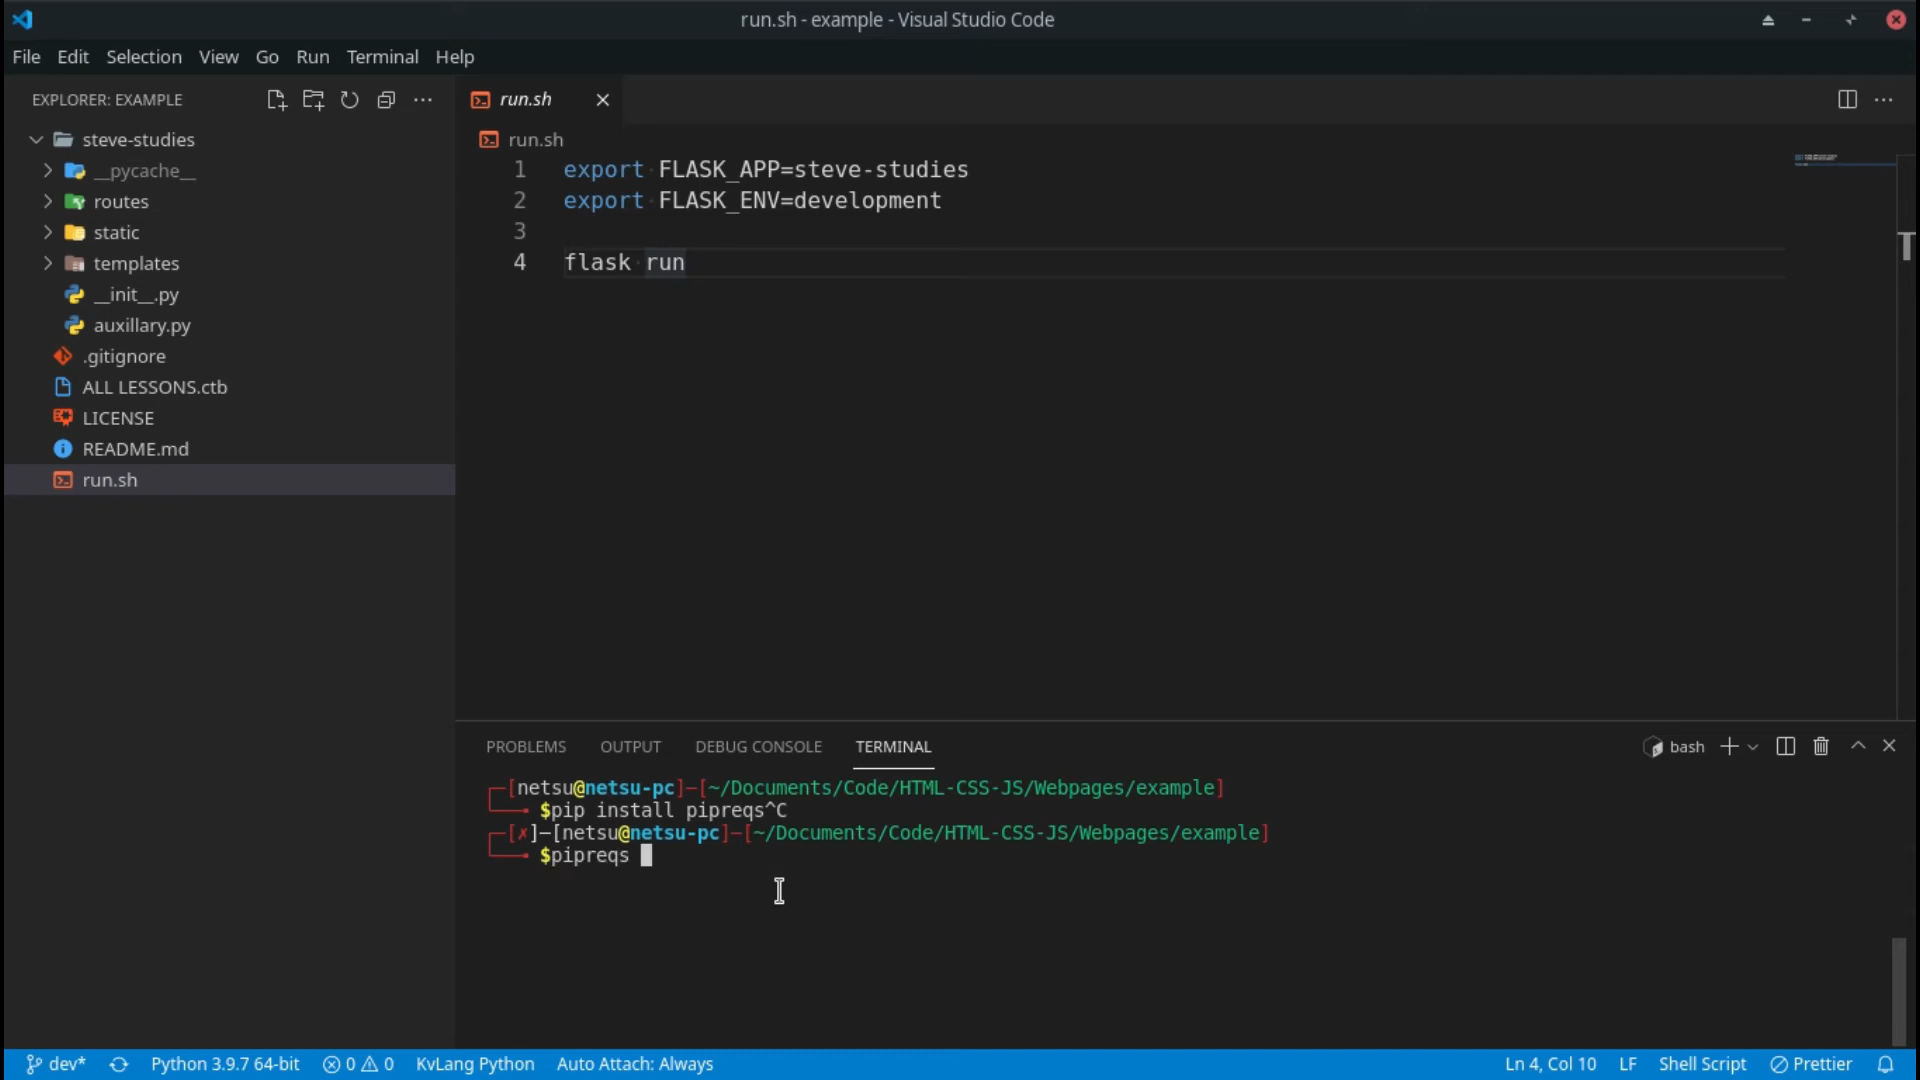 run.sh - example - Visual Studio Code
File Edit Selection View Go Run Terminal Help
EXPLORER: EXAMPLE
steve-studies
__pycache__
routes
static
templates
__init__.py
auxillary.py
.gitignore
ALL LESSONS.ctb
LICENSE
README.md
run.sh
run.sh
run.sh
1 export FLASK_APP=steve-studies
2 export FLASK_ENV=development
3
4 flask run
PROBLEMS OUTPUT DEBUG CONSOLE TERMINAL bash
[netsu@netsu-pc]-[~/Documents/Code/HTML-CSS-JS/Webpages/example]
$pip install pipreqs^C
[✗]-[netsu@netsu-pc]-[~/Documents/Code/HTML-CSS-JS/Webpages/example]
$pipreqs
dev* Python 3.9.7 64-bit 0 0 KvLang Python Auto Attach: Always Ln 4, Col 10 LF Shell Script Prettier